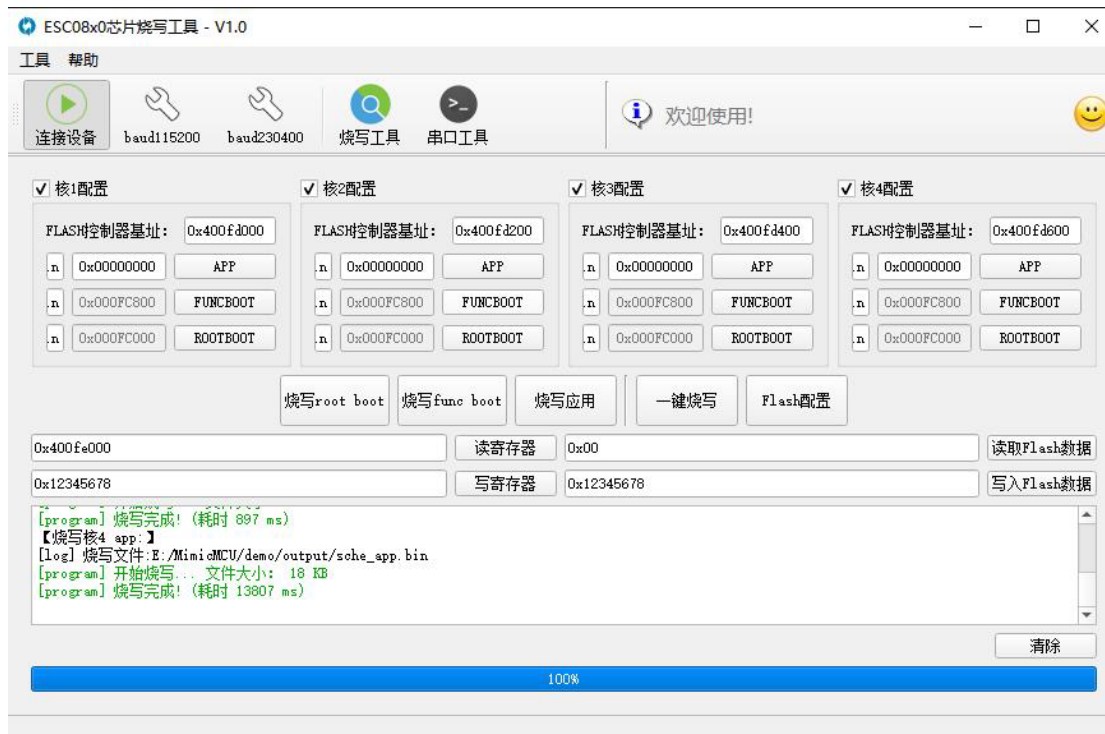 ESC08x0芯片烧写工具 - V1.0
工具 帮助
连接设备 baud115200 baud230400 烧写工具 串口工具 欢迎使用!
核1配置 核2配置 核3配置 核4配置
FLASH控制器基址: 0x400fd000 FLASH控制器基址: 0x400fd200 FLASH控制器基址: 0x400fd400 FLASH控制器基址: 0x400fd600
.n 0x00000000 APP .n 0x00000000 APP .n 0x00000000 APP .n 0x00000000 APP
.n 0x000FC800 FUNCBOOT .n 0x000FC800 FUNCBOOT .n 0x000FC800 FUNCBOOT .n 0x000FC800 FUNCBOOT
.n 0x000FC000 ROOTBOOT .n 0x000FC000 ROOTBOOT .n 0x000FC000 ROOTBOOT .n 0x000FC000 ROOTBOOT
烧写root boot 烧写func boot 烧写应用 一键烧写 Flash配置
0x400fe000 读寄存器 0x00 读取Flash数据
0x12345678 写寄存器 0x12345678 写入Flash数据
[program] 烧写完成! (耗时 897 ms)
【烧写核4 app:】
[log] 烧写文件:E:/MimicMCU/demo/output/sche_app.bin
[program] 开始烧写... 文件大小: 18 KB
[program] 烧写完成! (耗时 13807 ms)
清除
100%